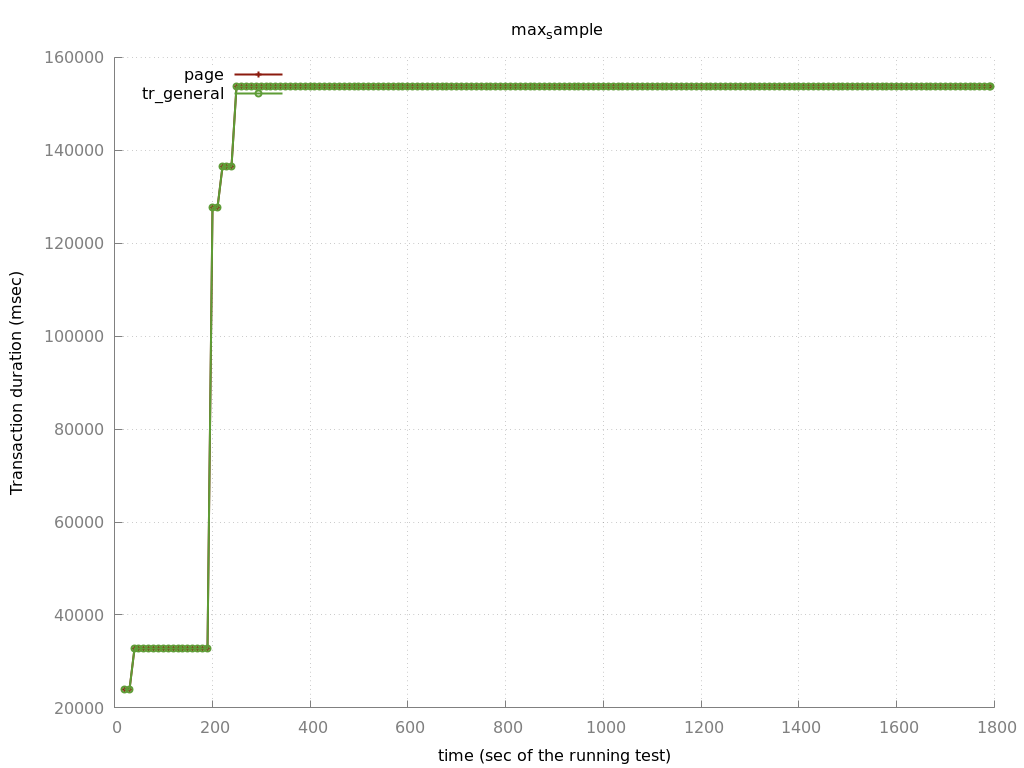 maxsample
160000
page
tr_general
140000
120000
100000
80000
60000
40000
20000
Transaction duration (msec)
0 200 400 600 800 1000 1200 1400 1600 1800
time (sec of the running test)